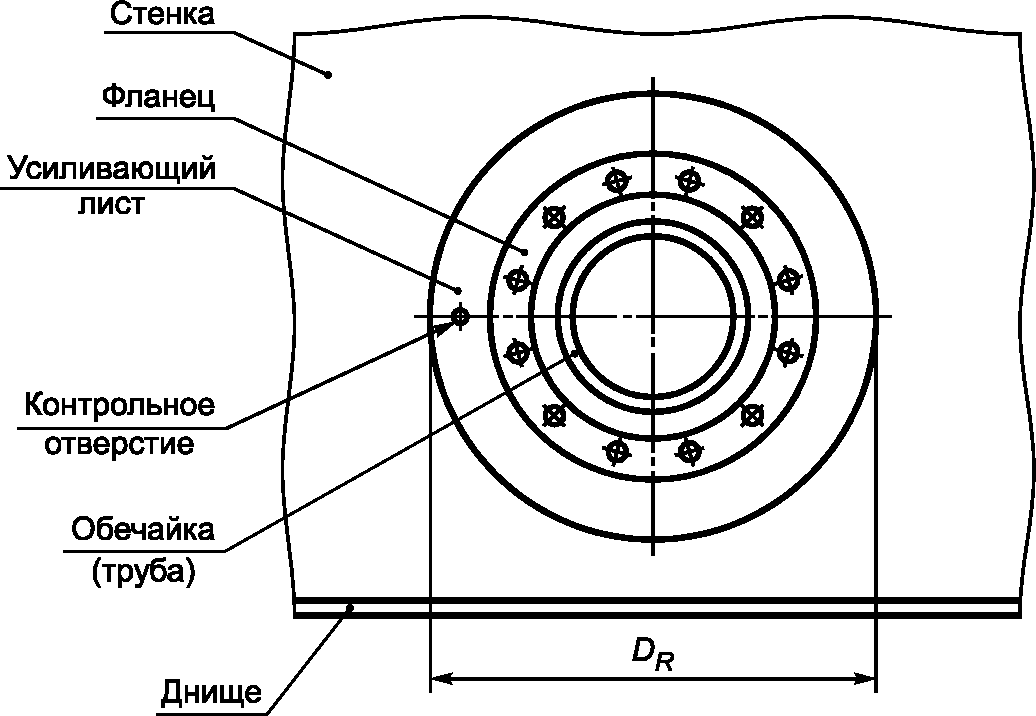 Стенка
Фланец
Усиливающий
лист
Контрольное
отверстие
Обечайка
(труба)
Днище
D_R